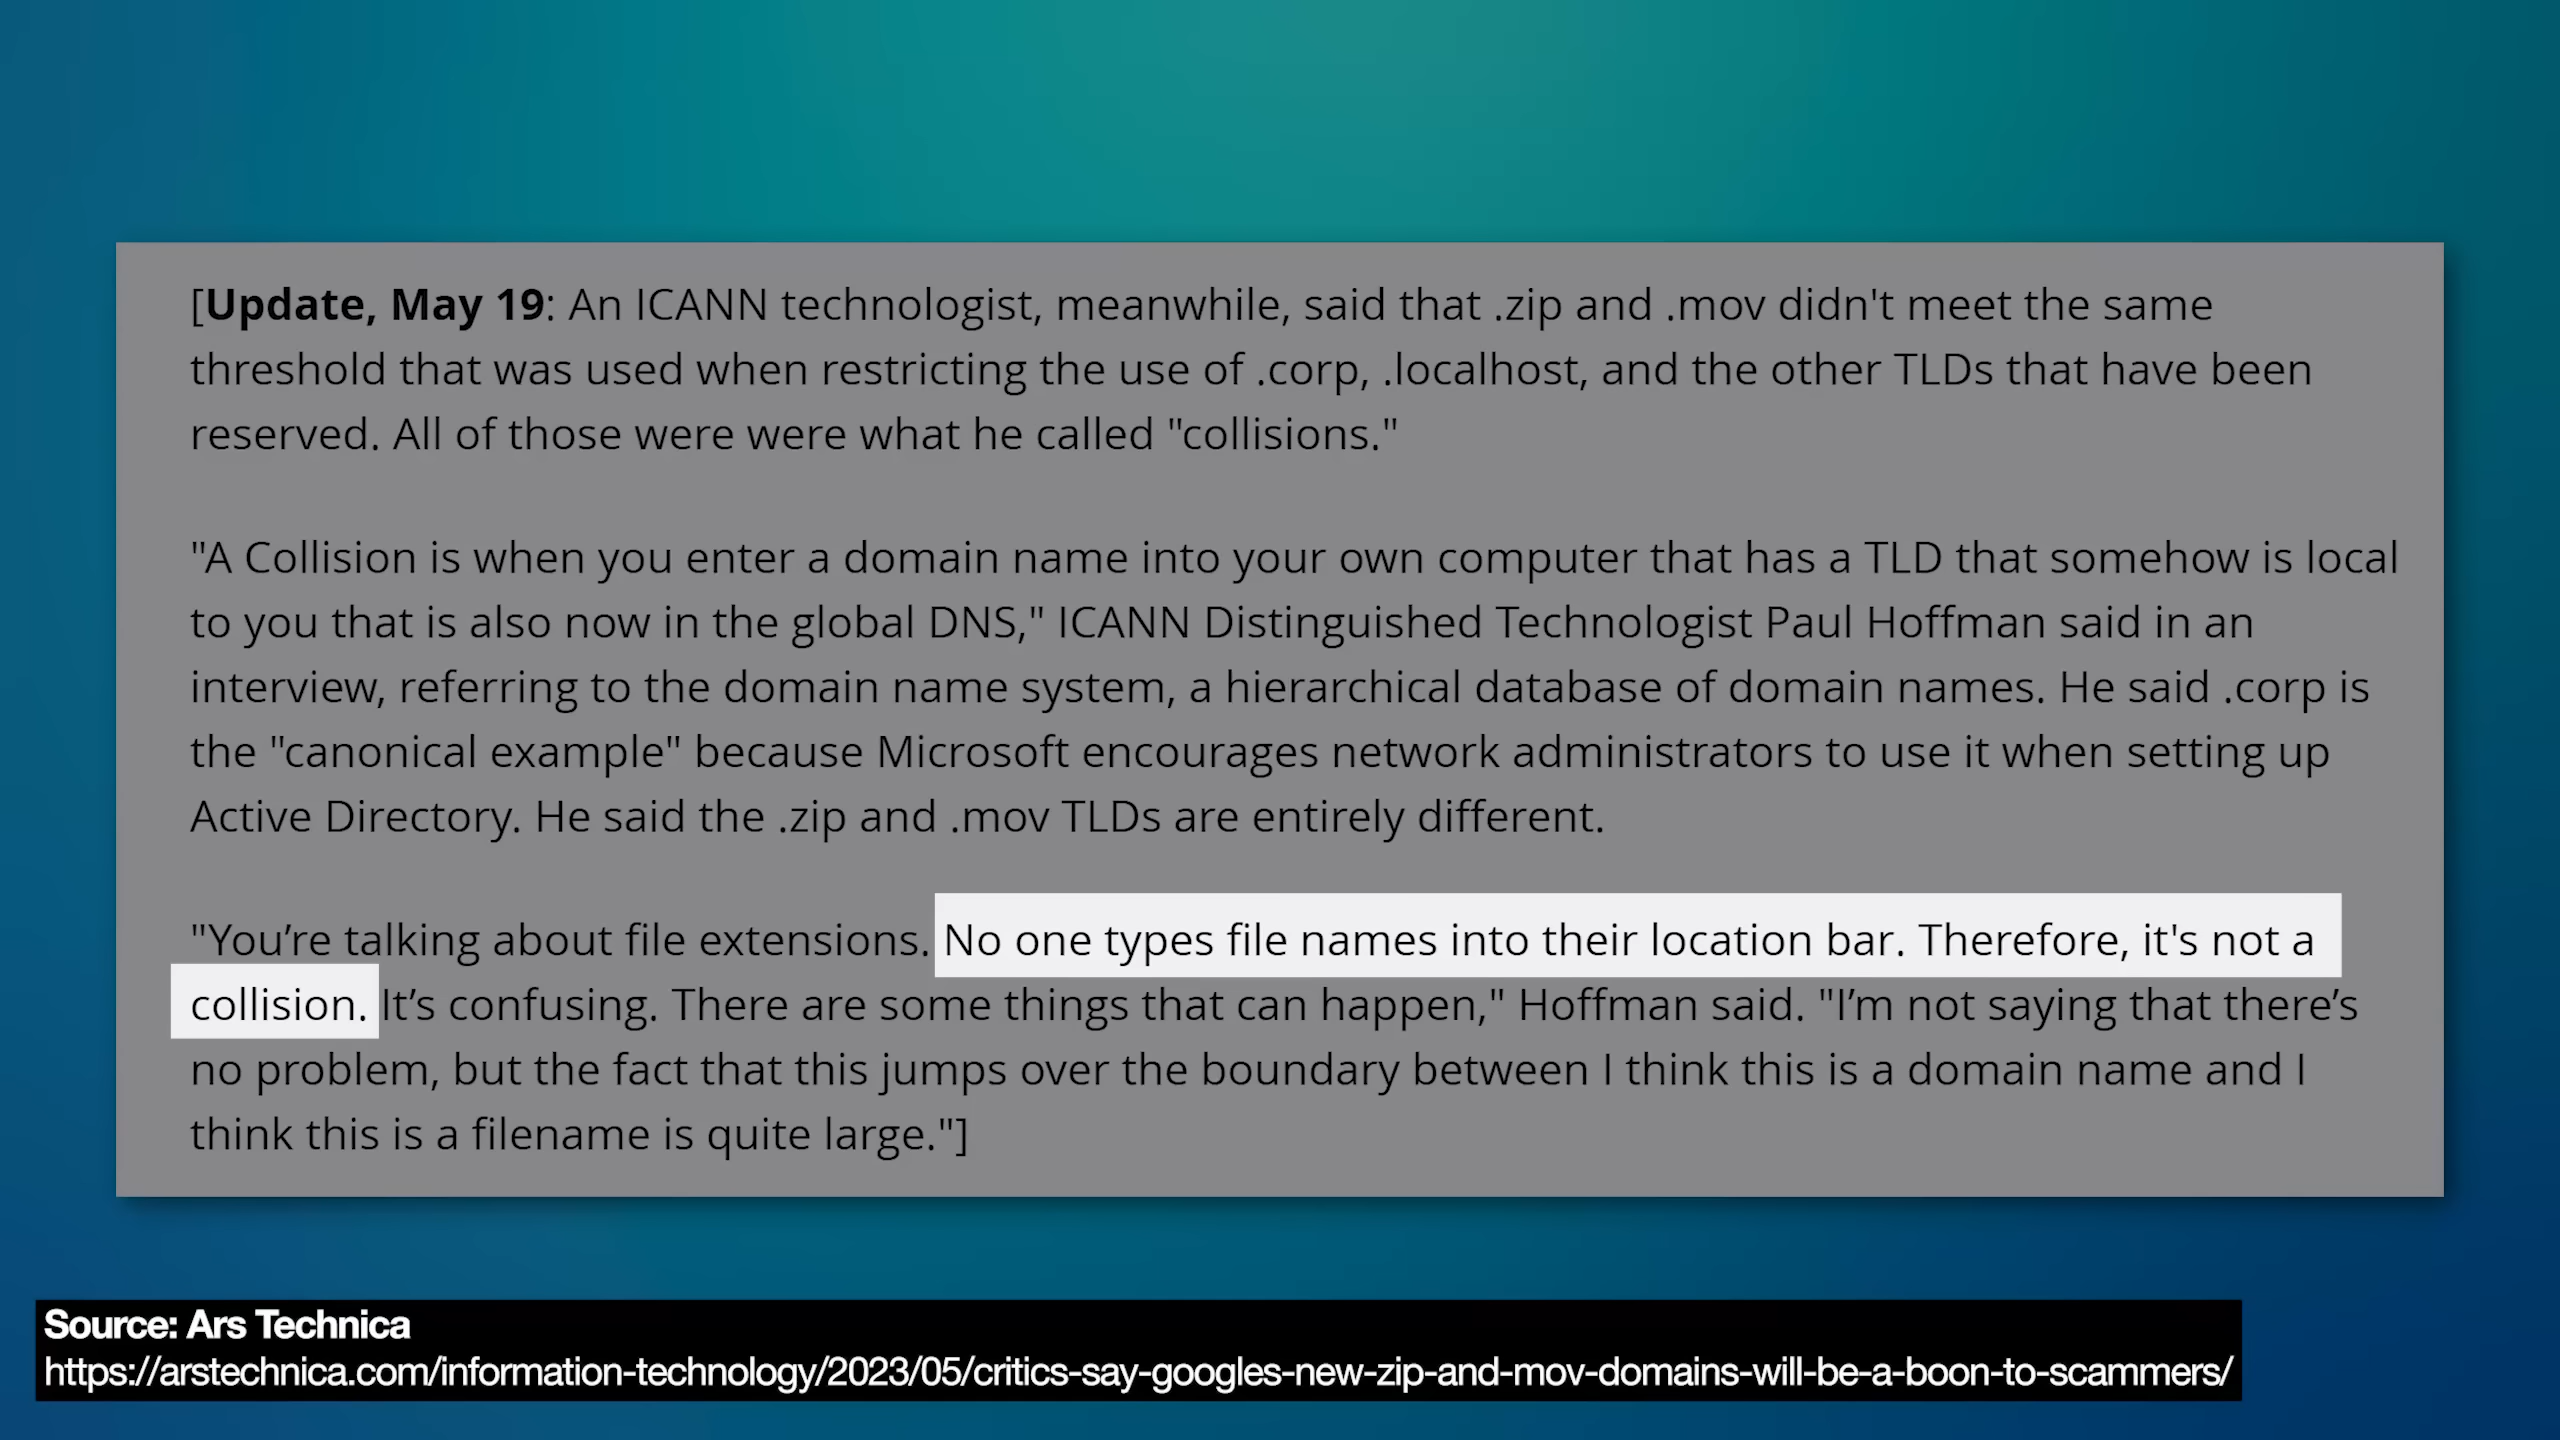 [Update, May 19: An ICANN technologist, meanwhile, said that .zip and .mov didn't meet the same
threshold that was used when restricting the use of .corp, .localhost, and the other TLDs that have been
reserved. All of those were were what he called "collisions."
"A Collision is when you enter a domain name into your own computer that has a TLD that somehow is local
to you that is also now in the global DNS," ICANN Distinguished Technologist Paul Hoffman said in an
interview, referring to the domain name system, a hierarchical database of domain names. He said .corp is
the "canonical example" because Microsoft encourages network administrators to use it when setting up
Active Directory. He said the .zip and .mov TLDs are entirely different.
"You’re talking about file extensions. No one types file names into their location bar. Therefore, it's not a
collision. It’s confusing. There are some things that can happen," Hoffman said. "I’m not saying that there’s
no problem, but the fact that this jumps over the boundary between I think this is a domain name and I
think this is a filename is quite large."]
Source: Ars Technica
https://arstechnica.com/information-technology/2023/05/critics-say-googles-new-zip-and-mov-domains-will-be-a-boon-to-scammers/